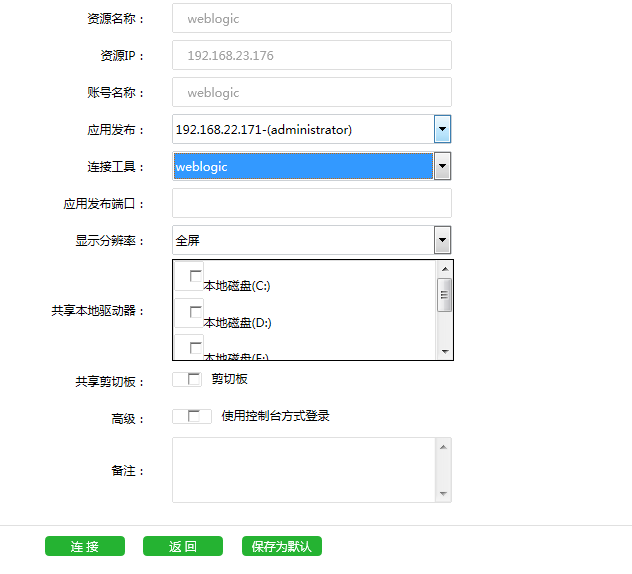 资源名称： weblogic
资源IP： 192.168.23.176
账号名称： weblogic
应用发布： 192.168.22.171-(administrator)
连接工具： weblogic
应用发布端口：
显示分辨率： 全屏
本地磁盘(C:)
共享本地驱动器：
本地磁盘(D:)
本地磁盘(E:)
共享剪切板： 剪切板
高级： 使用控制台方式登录
备注：
连 接 返 回 保存为默认